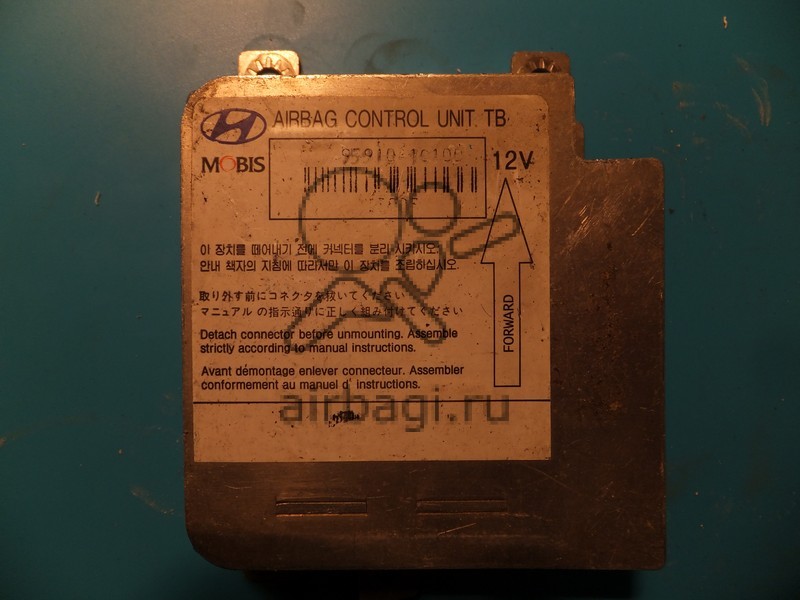 AIRBAG CONTROL UNIT TB
MOBIS
95910-1C100
12V
이 장치를 떼어내기 전에 커넥터를 분리 시키시오.
안내 책자의 지침에 따라서만 이 장치를 조립하십시오.
取り外す前にコネクタを抜いてください
マニュアル の指示通りに正しく組み付けてください
Detach connector before unmounting. Assemble
strictly according to manual instructions.
Avant démontage enlever connecteur. Assembler
conformement au manuel d' instructions.
FORWARD
airbagi.ru